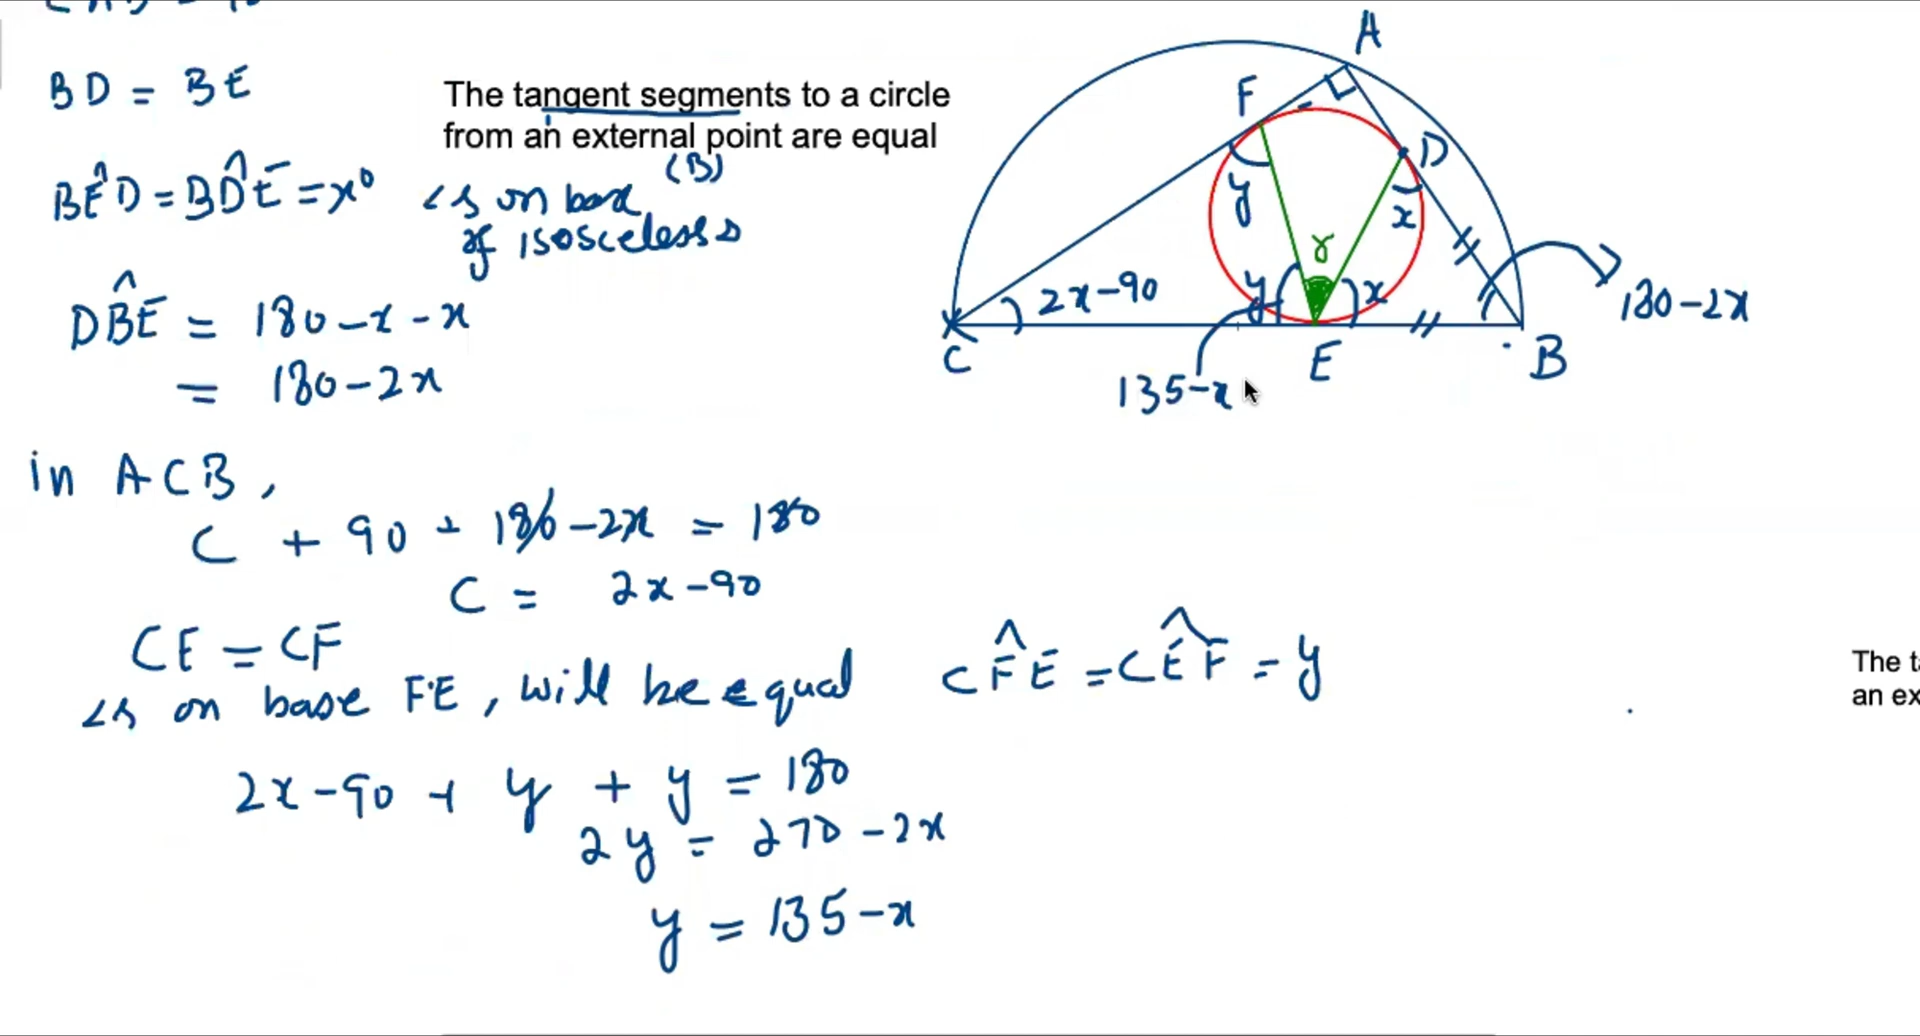 BD = BE
The tangent segments to a circle
from an external point are equal
(B)
BÊD = BD̂E = x°
∠s on base
of isosceless Δ
DB̂E = 180 - x - x
= 180 - 2x
in ACB,
C + 90 + 180 - 2x = 180
C = 2x - 90
CE = CF
∠s on base FE, will be equal
CF̂E = CÊF = y
2x - 90 + y + y = 180
2y = 270 - 2x
y = 135 - x
A
F
D
y
x
γ
2x-90
y
x
180-2x
C
E
B
135-x
The t
an ex